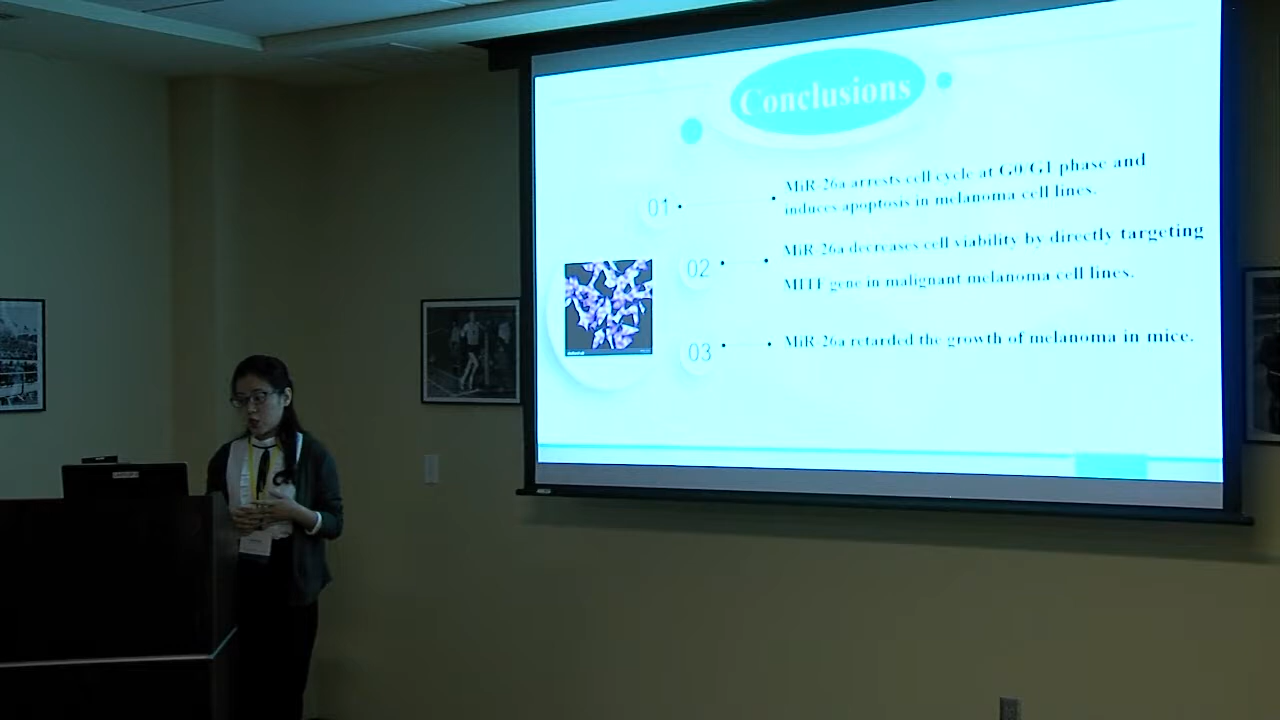 Conclusions
01
MiR-26a arrests cell cycle at G0/G1 phase and
induces apoptosis in melanoma cell lines.
02
MiR-26a decreases cell viability by directly targeting
MITF gene in malignant melanoma cell lines.
03
MiR-26a retarded the growth of melanoma in mice.